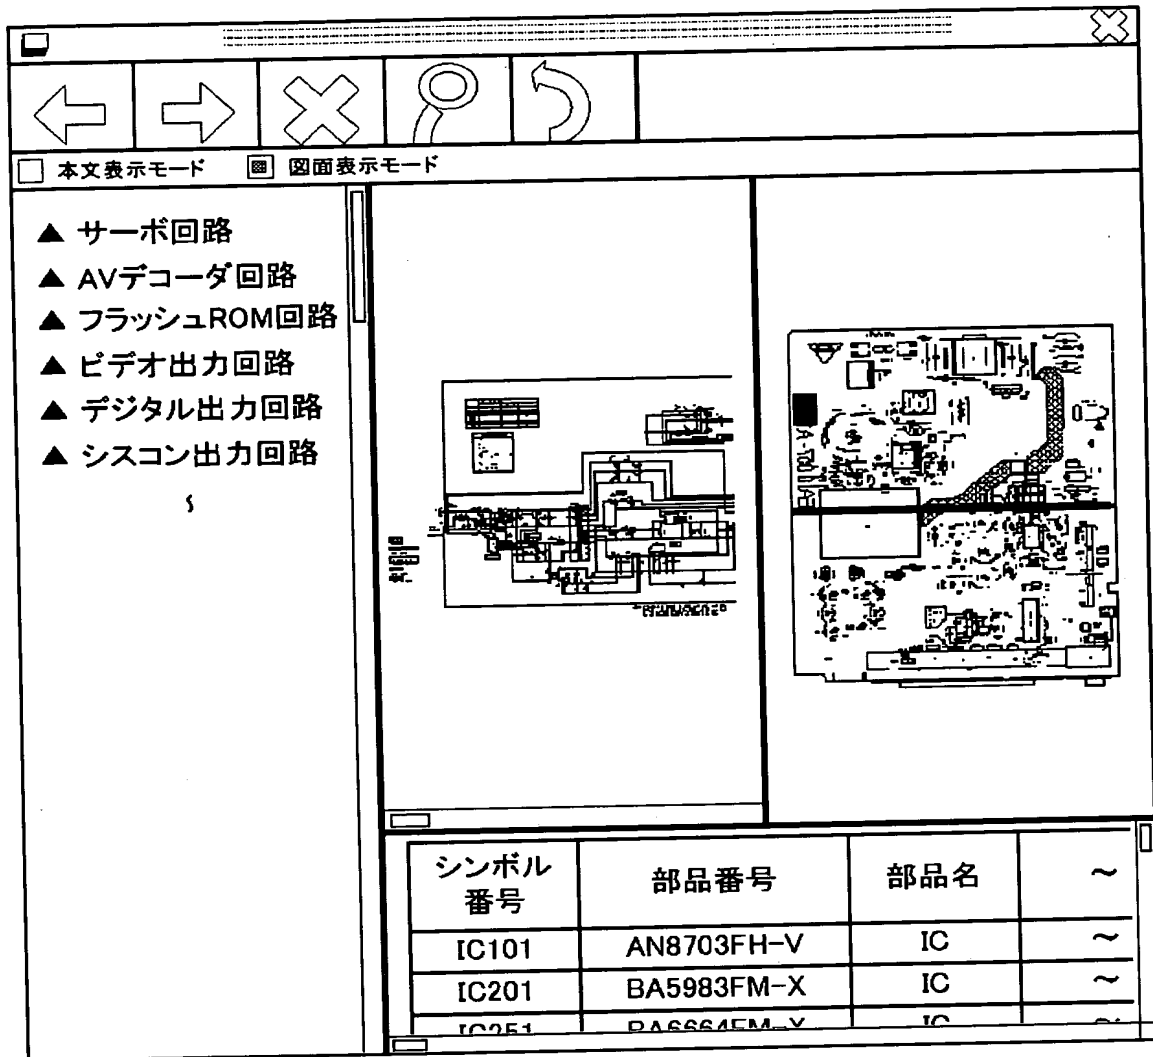 本文表示モード 図面表示モード
▲ サーボ回路
▲ AVデコーダ回路
▲ フラッシュROM回路
▲ ビデオ出力回路
▲ デジタル出力回路
▲ シスコン出力回路
シンボル番号 部品番号 部品名 ~
IC101 AN8703FH-V IC ~
IC201 BA5983FM-X IC ~
IC251 BA6664FM-X IC ~